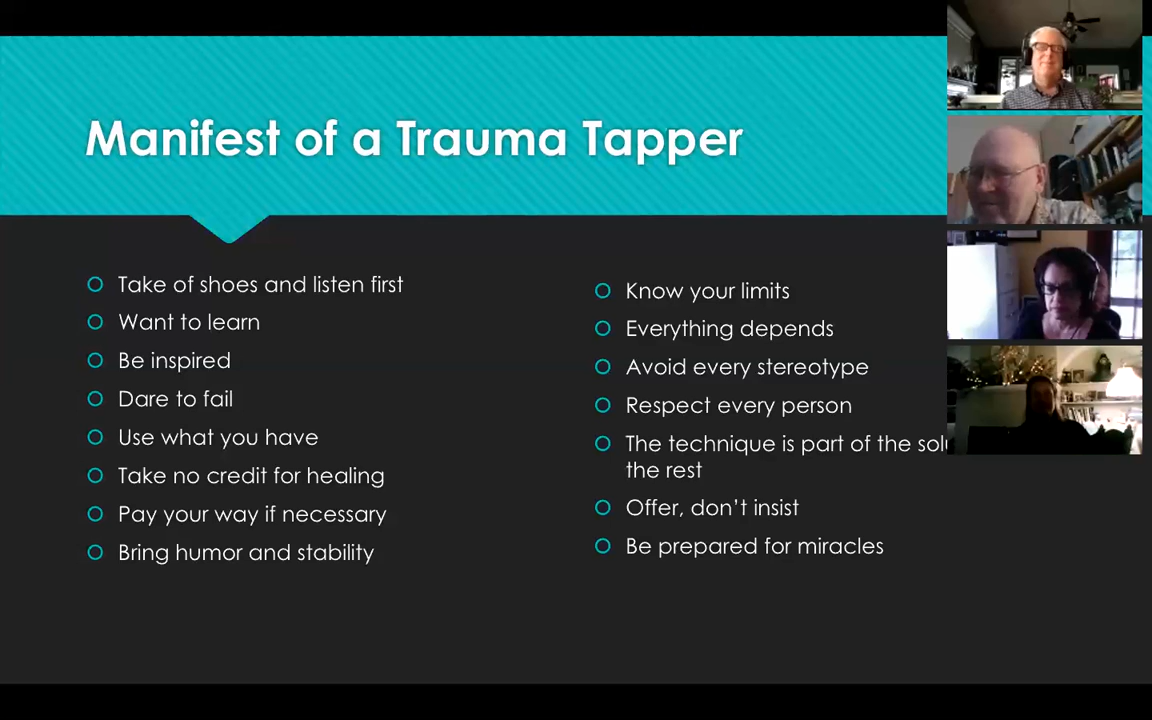 Manifest of a Trauma Tapper
Take of shoes and listen first
Want to learn
Be inspired
Dare to fail
Use what you have
Take no credit for healing
Pay your way if necessary
Bring humor and stability
Know your limits
Everything depends
Avoid every stereotype
Respect every person
The technique is part of the
the rest
Offer, don’t insist
Be prepared for miracles